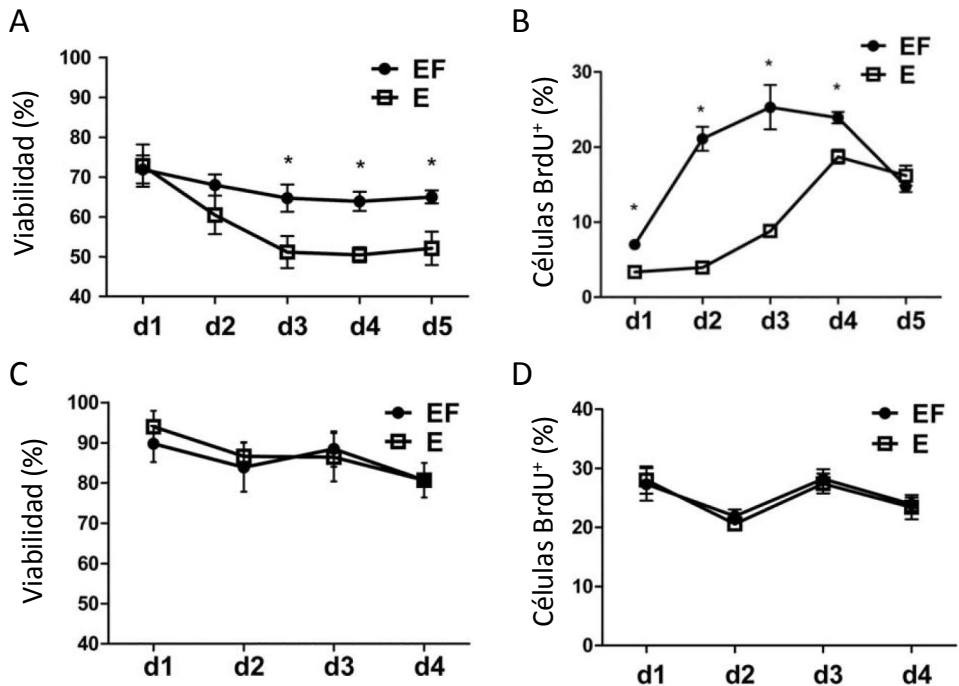 A
Viabilidad (%)
100
90
80
70
60
50
40
EF
E
* * *
d1 d2 d3 d4 d5
B
Células BrdU⁺ (%)
30
20
10
0
EF
E
* * * *
d1 d2 d3 d4 d5
C
Viabilidad (%)
100
90
80
70
60
50
40
EF
E
d1 d2 d3 d4
D
Células BrdU⁺ (%)
40
30
20
10
0
EF
E
d1 d2 d3 d4